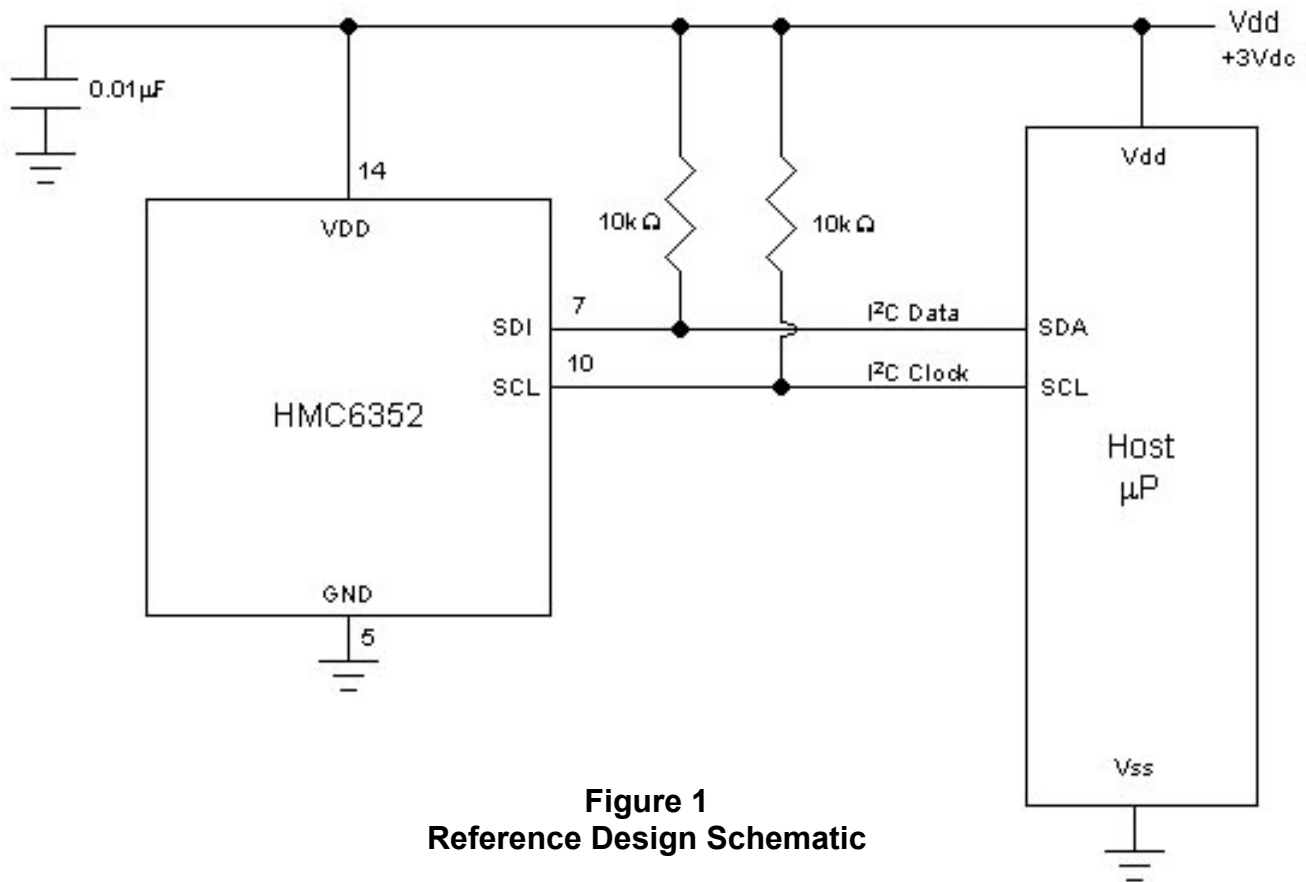 Vdd
+3Vdc
0.01µF
14
VDD
10kΩ
10kΩ
Vdd
7
SDI
I²C Data
SDA
10
SCL
I²C Clock
SCL
HMC6352
Host
µP
GND
5
Vss
Figure 1
Reference Design Schematic